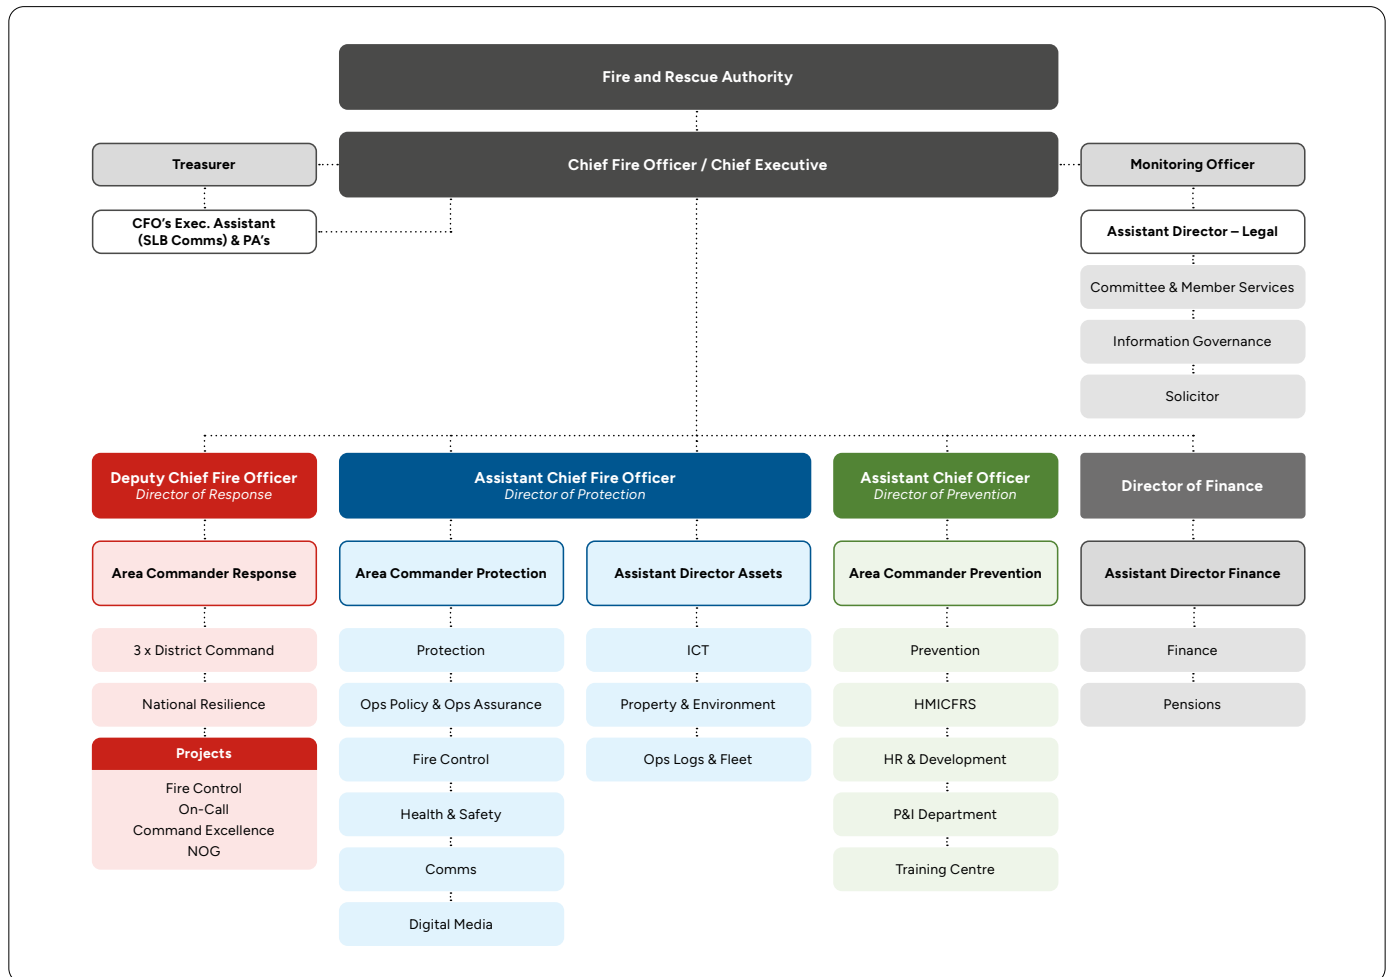 Fire and Rescue Authority
Treasurer
Chief Fire Officer / Chief Executive
Monitoring Officer
CFO’s Exec. Assistant
(SLB Comms) & PA’s
Assistant Director – Legal
Committee & Member Services
Information Governance
Solicitor
Deputy Chief Fire Officer
Director of Response
Assistant Chief Fire Officer
Director of Protection
Assistant Chief Officer
Director of Prevention
Director of Finance
Area Commander Response
Area Commander Protection
Assistant Director Assets
Area Commander Prevention
Assistant Director Finance
3 x District Command
Protection
ICT
Prevention
Finance
National Resilience
Ops Policy & Ops Assurance
Property & Environment
HMICFRS
Pensions
Projects
Fire Control
On-Call
Command Excellence
NOG
Fire Control
Ops Logs & Fleet
HR & Development
Health & Safety
P&I Department
Comms
Training Centre
Digital Media